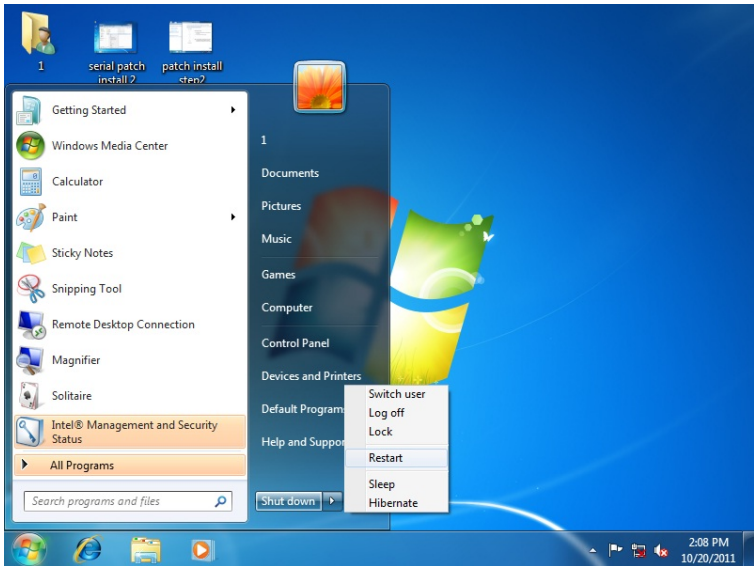 1
serial patch
install 2
patch install
step2
Getting Started
Windows Media Center
Calculator
Paint
Sticky Notes
Snipping Tool
Remote Desktop Connection
Magnifier
Solitaire
Intel® Management and Security
Status
All Programs
Search programs and files
1
Documents
Pictures
Music
Games
Computer
Control Panel
Devices and Printers
Default Program
Help and Suppor
Shut down
Switch user
Log off
Lock
Restart
Sleep
Hibernate
2:08 PM
10/20/2011